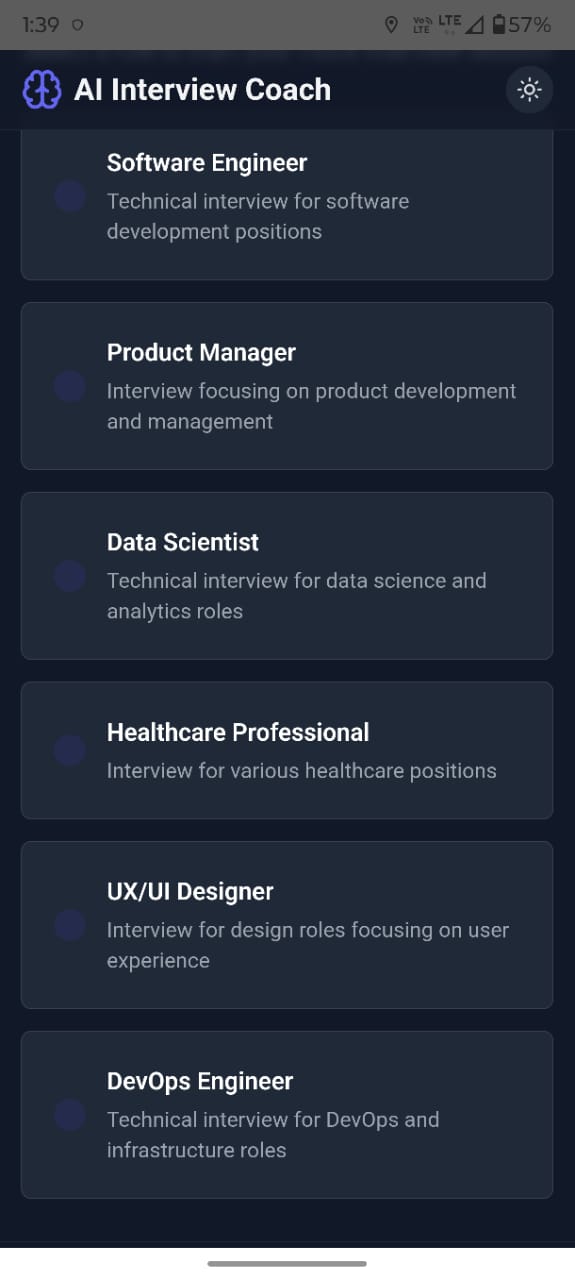 1:39
Vo))
LTE
LTE
57%
AI Interview Coach
Software Engineer
Technical interview for software
development positions
Product Manager
Interview focusing on product development
and management
Data Scientist
Technical interview for data science and
analytics roles
Healthcare Professional
Interview for various healthcare positions
UX/UI Designer
Interview for design roles focusing on user
experience
DevOps Engineer
Technical interview for DevOps and
infrastructure roles